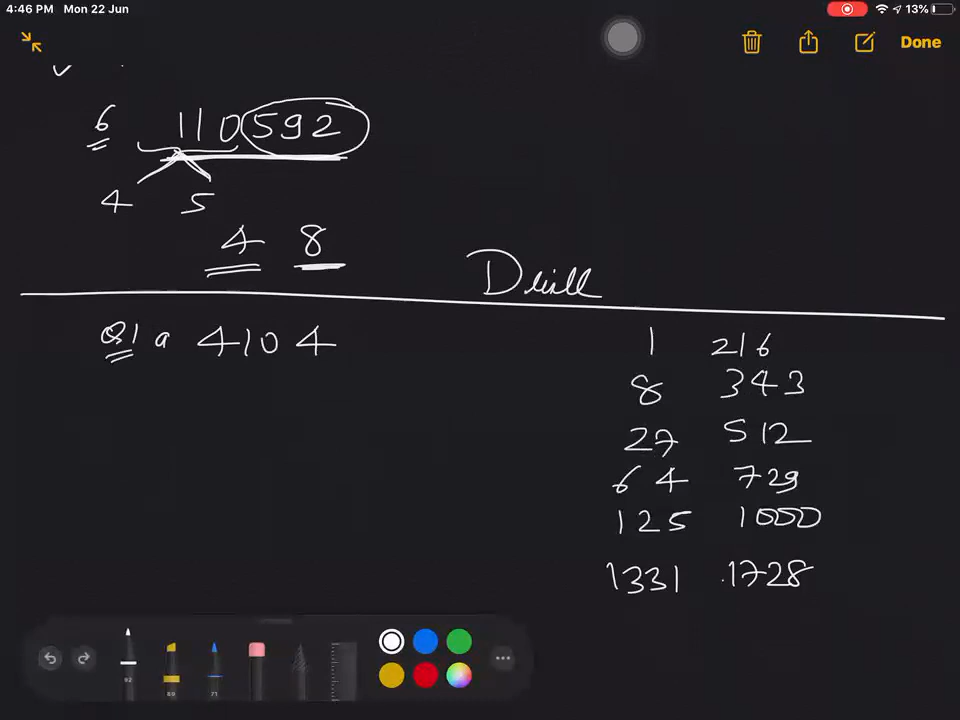 4:46 PM Mon 22 Jun 13%
Done
6 110592
4 5
4 8
Drill
Q1 a 4104
1 216
8 343
27 512
64 729
125 1000
1331 1728